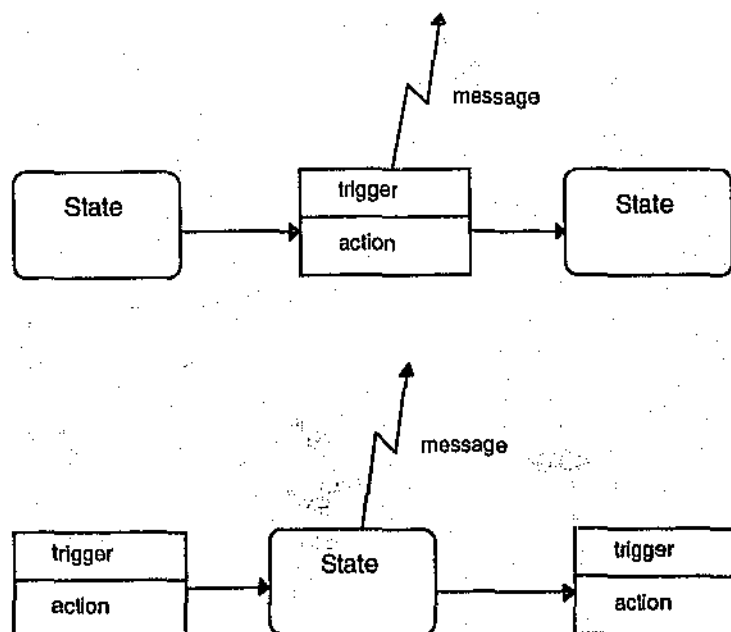 message
State
trigger
action
State
message
trigger
action
State
trigger
action